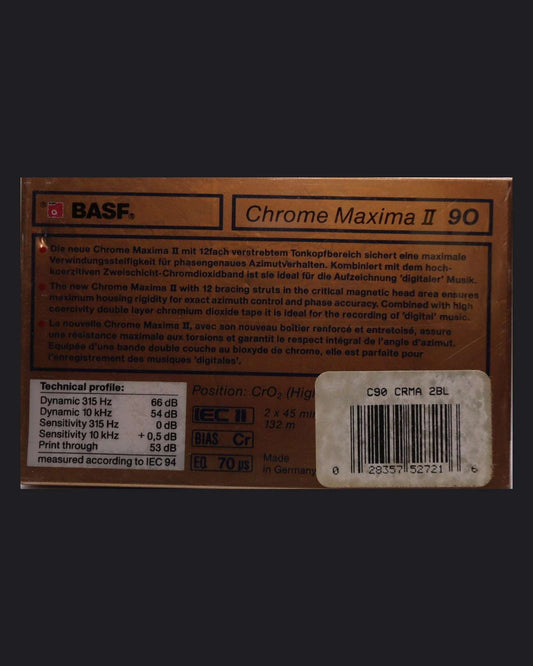 BASF®
Chrome Maxima II 90
Die neue Chrome Maxima II mit 12fach verstrebtem Tonkopfbereich sichert eine maximale
Verwindungssteifigkeit für phasengenaues Azimutverhalten. Kombiniert mit dem hoch-
koerzitiven Zweischicht-Chromdioxidband ist sie ideal für die Aufzeichnung 'digitaler' Musik.
The new Chrome Maxima II with 12 bracing struts in the critical magnetic head area ensures
maximum housing rigidity for exact azimuth control and phase accuracy. Combined with high
coercivity double layer chromium dioxide tape it is ideal for the recording of 'digital' music.
La nouvelle Chrome Maxima II, avec son nouveau boîtier renforcé et entretoisé, assure
une résistance maximale aux torsions et garantit le respect intégral de l'angle d'azimut.
Equipée d'une bande double couche au bioxyde de chrome, elle est parfaite pour
l'enregistrement des musiques 'digitales'.
Technical profile:
Dynamic 315 Hz 66 dB
Dynamic 10 kHz 54 dB
Sensitivity 315 Hz 0 dB
Sensitivity 10 kHz + 0,5 dB
Print through 53 dB
measured according to IEC 94
Position: CrO₂ (Hig
IEC II
2 x 45 min
132 m
BIAS Cr
EQ. 70 µs
Made
in Germany
C90 CRMA 2BL
0 28357 52721 6